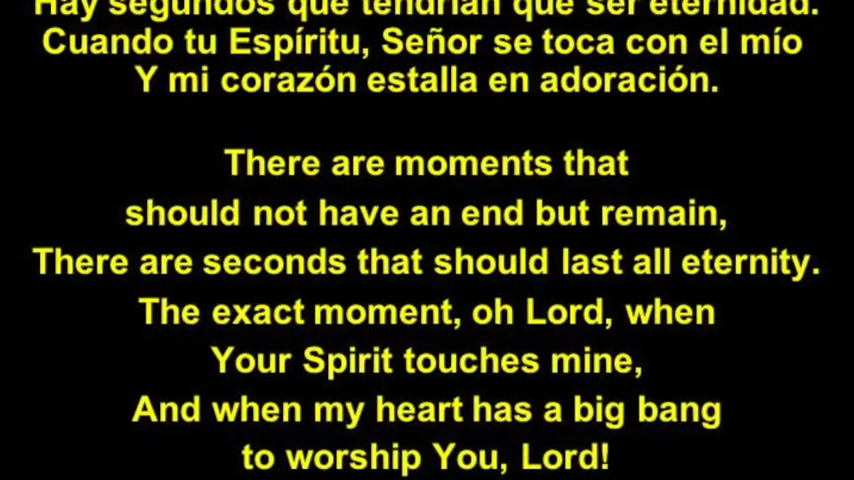 Hay segundos que tendrían que ser eternidad.
Cuando tu Espíritu, Señor se toca con el mío
Y mi corazón estalla en adoración.
There are moments that
should not have an end but remain,
There are seconds that should last all eternity.
The exact moment, oh Lord, when
Your Spirit touches mine,
And when my heart has a big bang
to worship You, Lord!